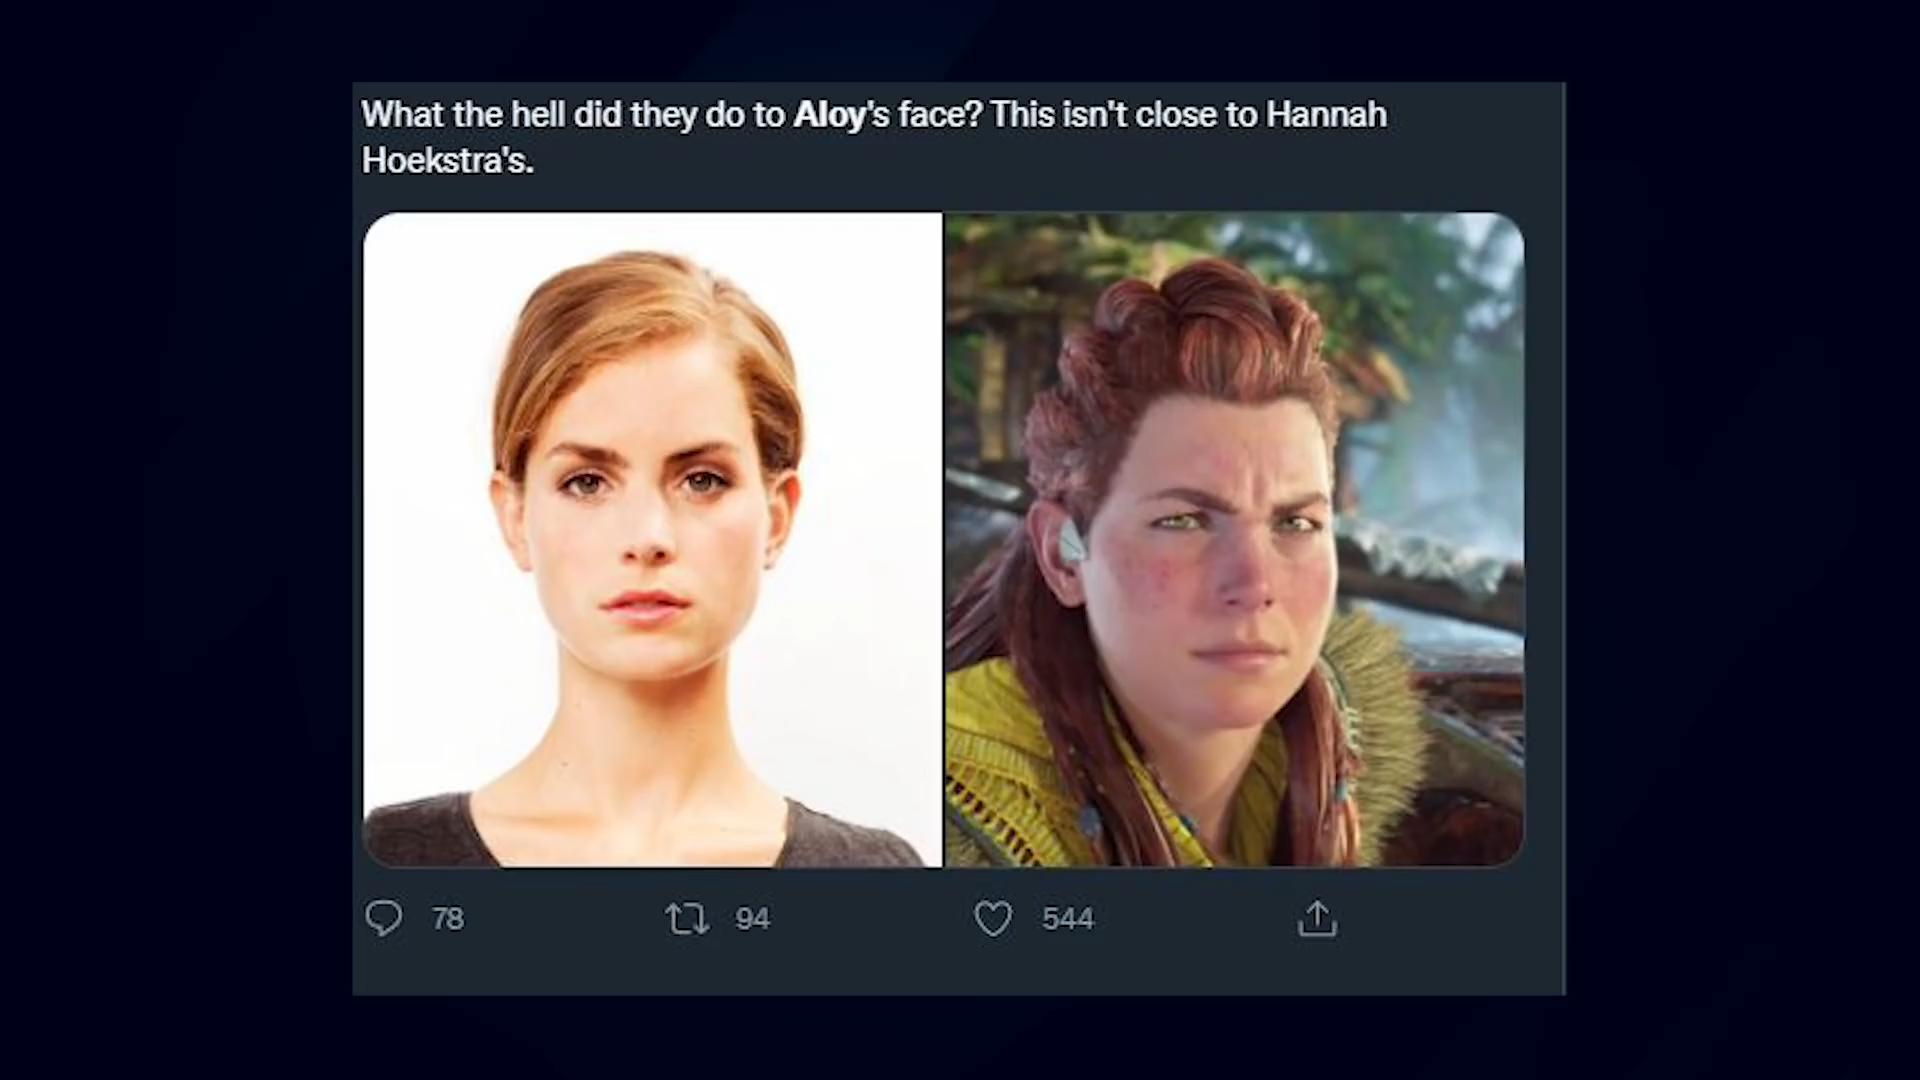 What the hell did they do to Aloy's face? This isn't close to Hannah
Hoekstra's.
78 94 544